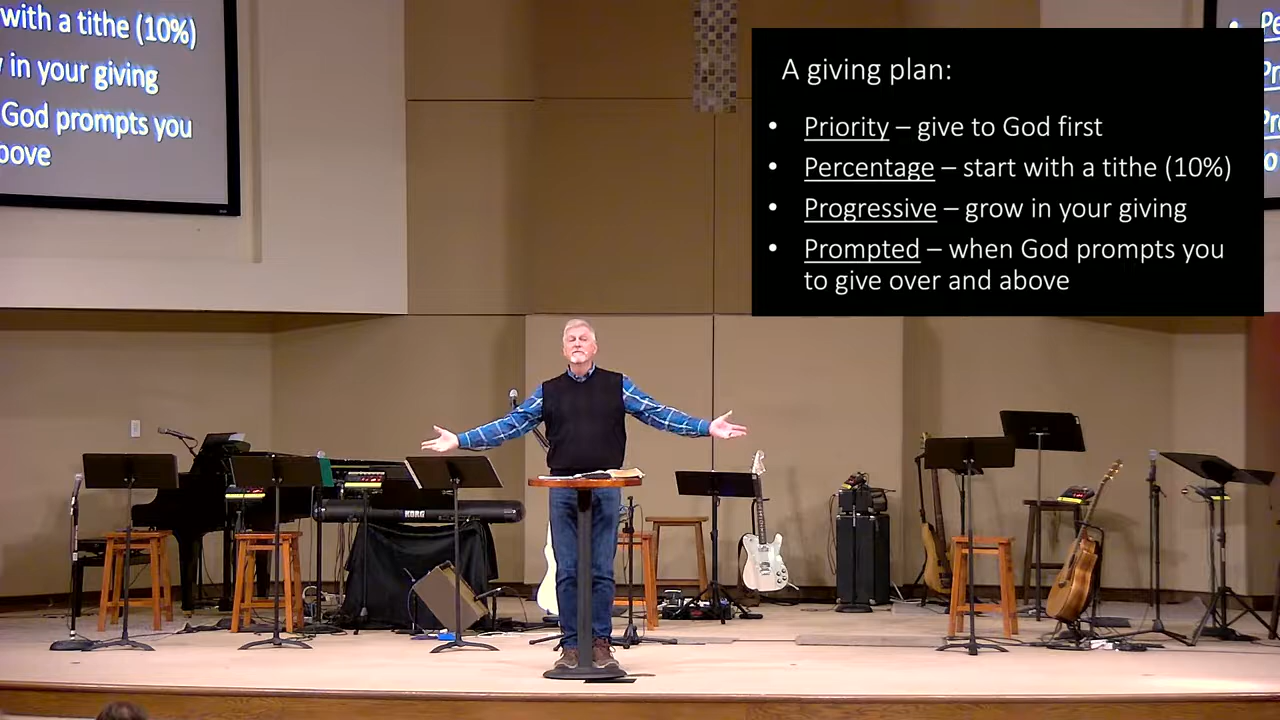 with a tithe (10%)
in your giving
God prompts you
A giving plan:
• Priority – give to God first
• Percentage – start with a tithe (10%)
• Progressive – grow in your giving
• Prompted – when God prompts you
to give over and above
KORG